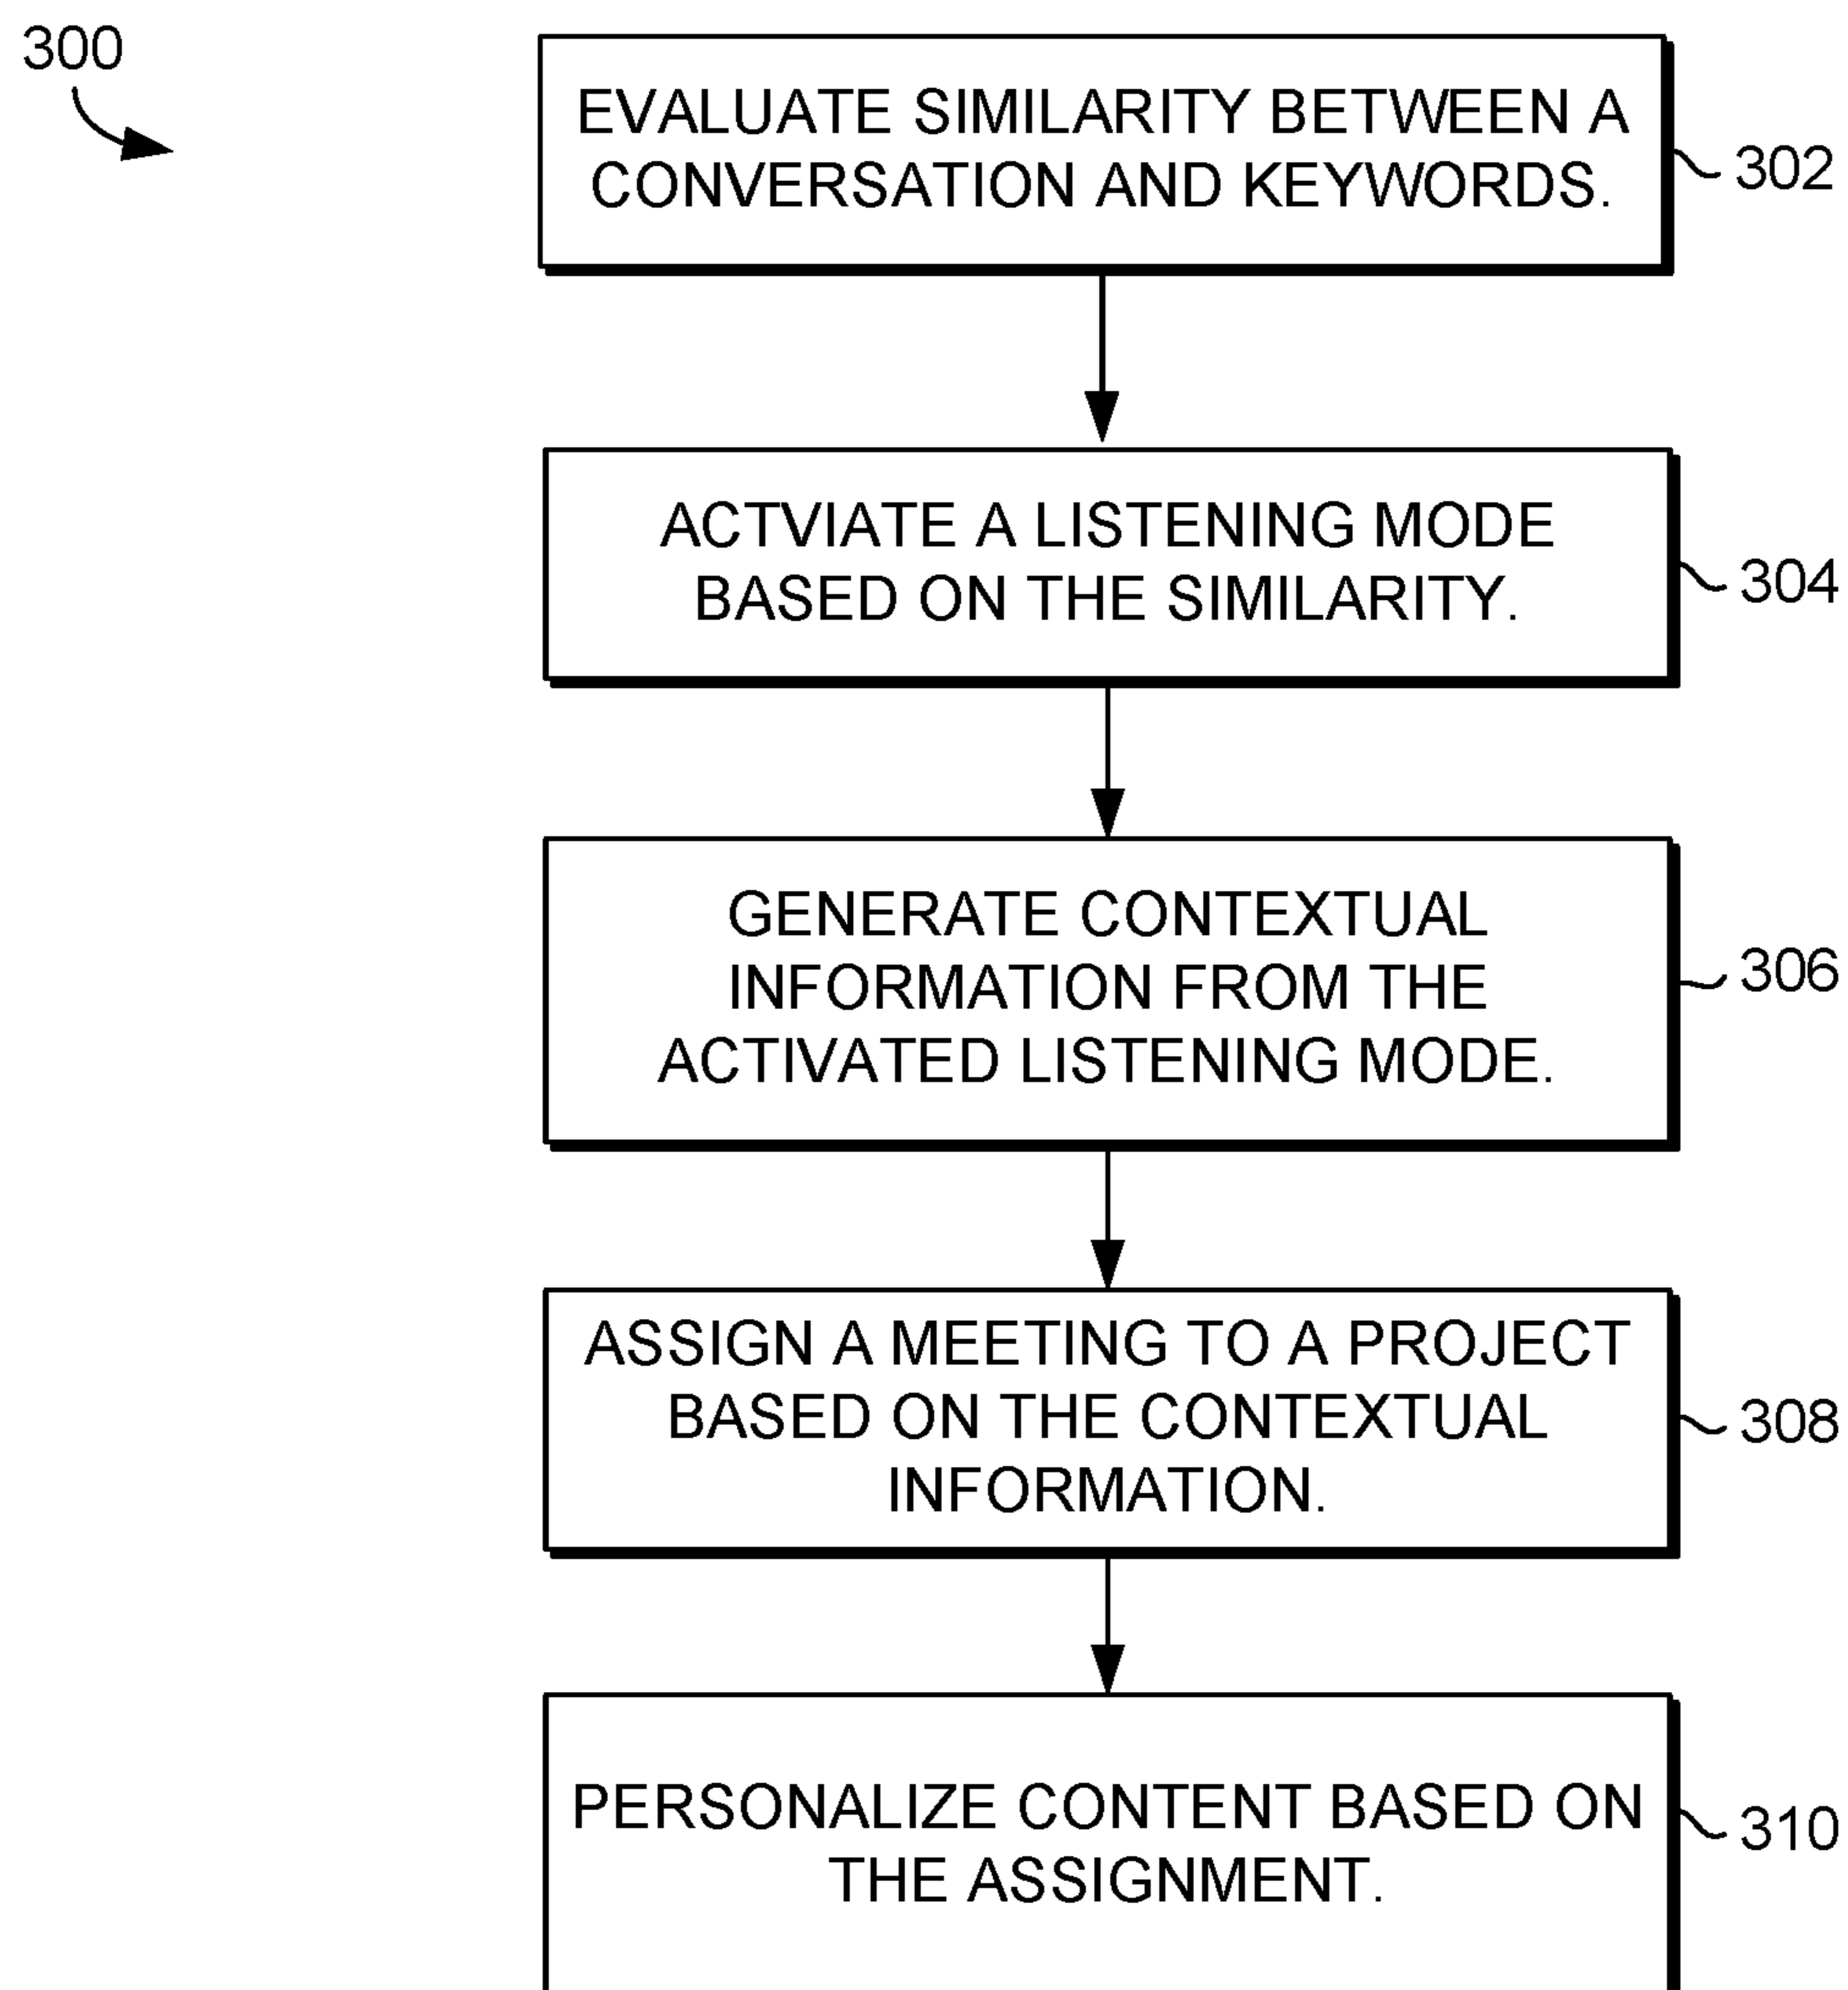 300
EVALUATE SIMILARITY BETWEEN A
CONVERSATION AND KEYWORDS.
302
ACTVIATE A LISTENING MODE
BASED ON THE SIMILARITY.
304
GENERATE CONTEXTUAL
INFORMATION FROM THE
ACTIVATED LISTENING MODE.
306
ASSIGN A MEETING TO A PROJECT
BASED ON THE CONTEXTUAL
INFORMATION.
308
PERSONALIZE CONTENT BASED ON
THE ASSIGNMENT.
310